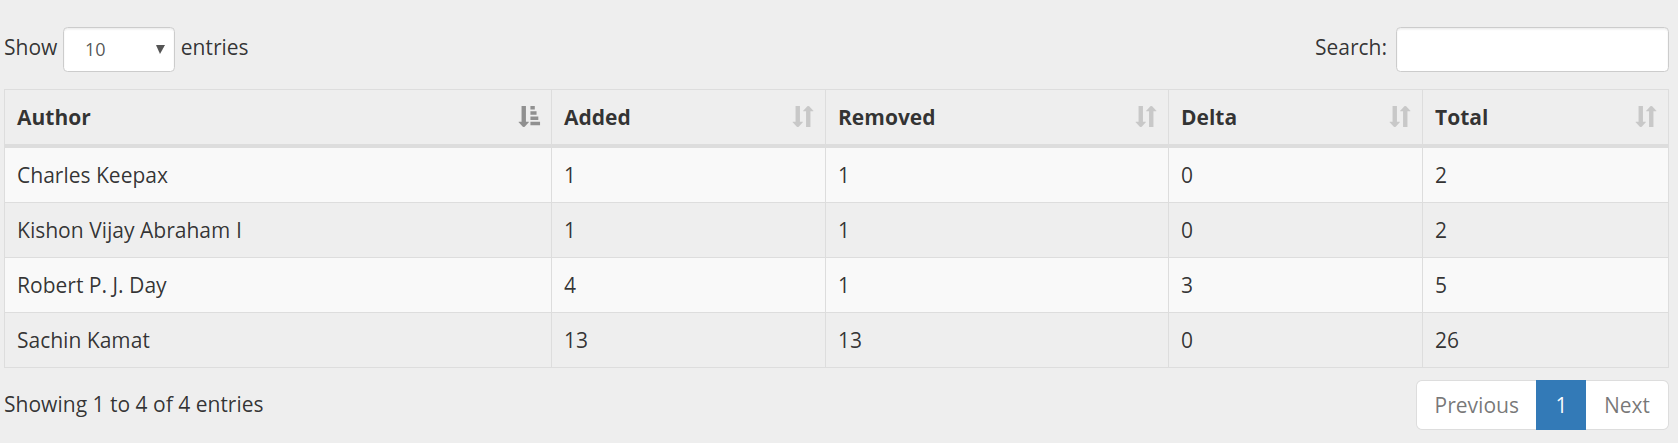 Show 10 entries Search:
Author Added Removed Delta Total
Charles Keepax 1 1 0 2
Kishon Vijay Abraham I 1 1 0 2
Robert P. J. Day 4 1 3 5
Sachin Kamat 13 13 0 26
Showing 1 to 4 of 4 entries Previous 1 Next